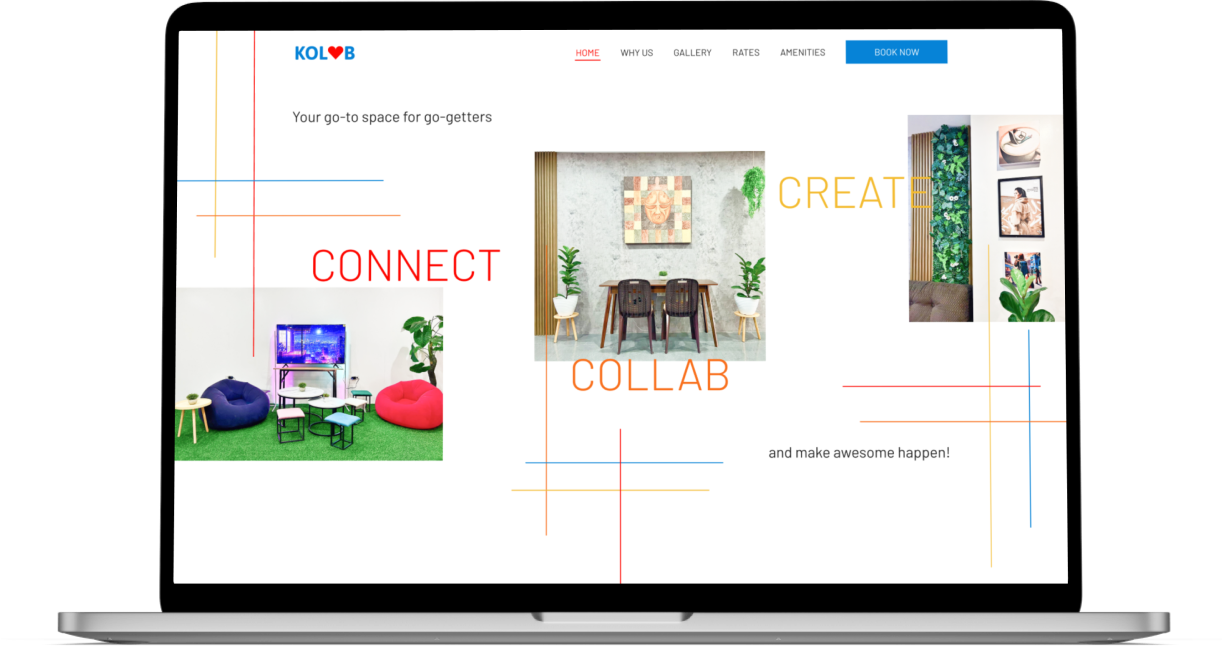 KOL❤B
HOME WHY US GALLERY RATES AMENITIES BOOK NOW
Your go-to space for go-getters
CREATE
CONNECT
COLLAB
and make awesome happen!